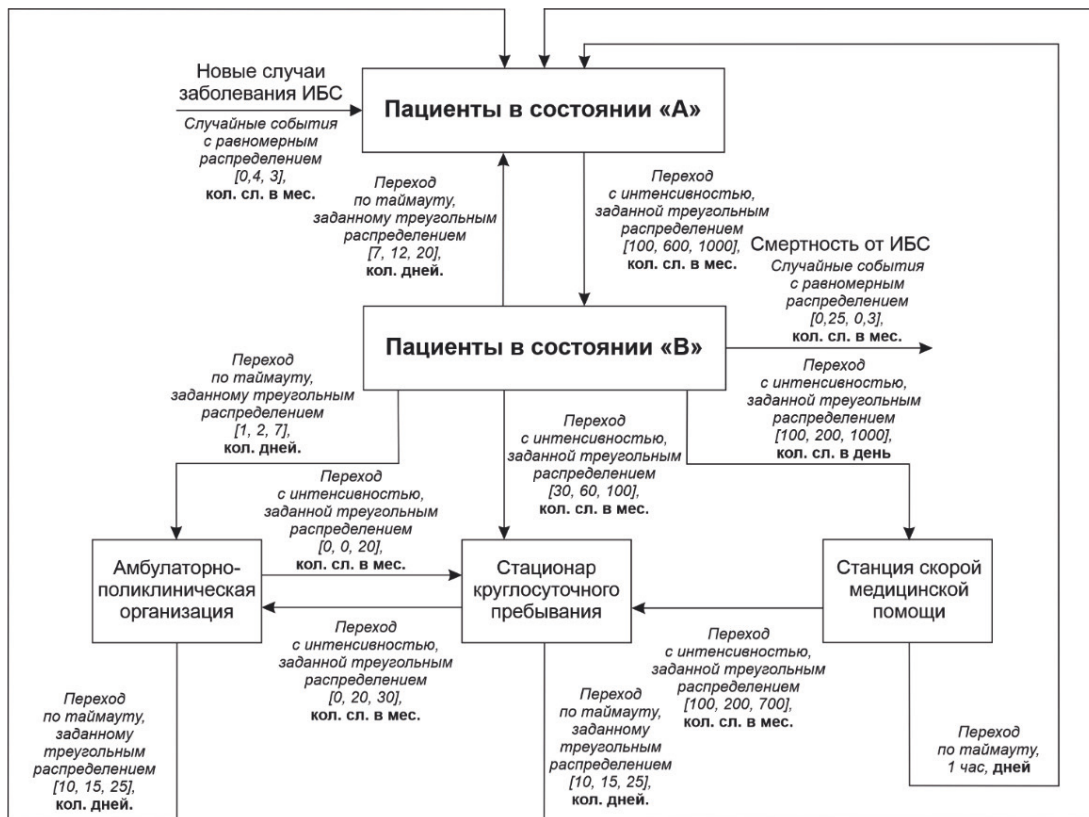 Новые случаи
заболевания ИБС
Случайные события
с равномерным
распределением
[0,4, 3],
кол. сл. в мес.
Пациенты в состоянии «А»
Переход
по таймауту,
заданному треугольным
распределением
[7, 12, 20],
кол. дней.
Переход
с интенсивностью,
заданной треугольным
распределением
[100, 600, 1000],
кол. сл. в мес.
Смертность от ИБС
Случайные события
с равномерным
распределением
[0,25, 0,3],
кол. сл. в мес.
Пациенты в состоянии «В»
Переход
по таймауту,
заданному треугольным
распределением
[1, 2, 7],
кол. дней.
Переход
с интенсивностью,
заданной треугольным
распределением
[30, 60, 100],
кол. сл. в мес.
Переход
с интенсивностью,
заданной треугольным
распределением
[100, 200, 1000],
кол. сл. в день
Переход
с интенсивностью,
заданной треугольным
распределением
[0, 0, 20],
кол. сл. в мес.
Амбулаторно-
поликлиническая
организация
Стационар
круглосуточного
пребывания
Станция скорой
медицинской
помощи
Переход
с интенсивностью,
заданной треугольным
распределением
[0, 20, 30],
кол. сл. в мес.
Переход
с интенсивностью,
заданной треугольным
распределением
[100, 200, 700],
кол. сл. в мес.
Переход
по таймауту,
заданному
треугольным
распределением
[10, 15, 25],
кол. дней.
Переход
по таймауту,
заданному
треугольным
распределением
[10, 15, 25],
кол. дней.
Переход
по таймауту,
1 час, дней